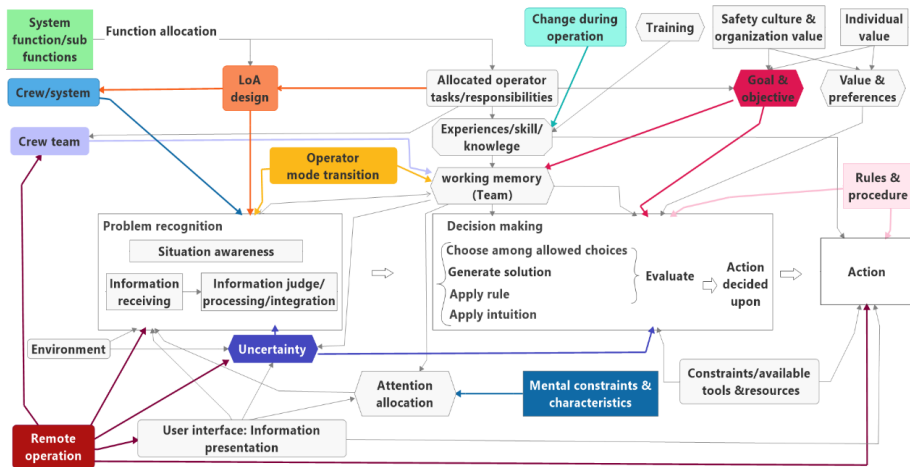 System
function/sub
functions
Function allocation
Change during
operation
Training
Safety culture &
organization value
Individual
value
Crew/system
LoA
design
Allocated operator
tasks/responsibilities
Goal &
objective
Value &
preferences
Crew team
Experiences/skill/
knowlege
Operator
mode transition
working memory
(Team)
Rules &
procedure
Problem recognition
Situation awareness
Information
receiving
Information judge/
processing/integration
Decision making
Choose among allowed choices
Generate solution
Apply rule
Apply intuition
Evaluate
Action
decided
upon
Action
Environment
Uncertainty
Attention
allocation
Mental constraints &
characteristics
Constraints/available
tools &resources
Remote
operation
User interface: Information
presentation